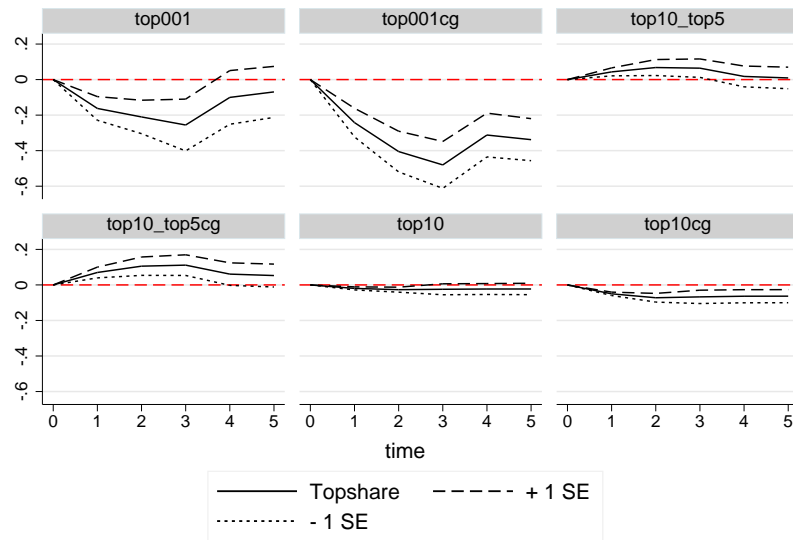 top001 top001cg top10_top5
.2
0
-.2
-.4
-.6
top10_top5cg top10 top10cg
.2
0
-.2
-.4
-.6
0 1 2 3 4 5 0 1 2 3 4 5 0 1 2 3 4 5
time
Topshare + 1 SE
- 1 SE